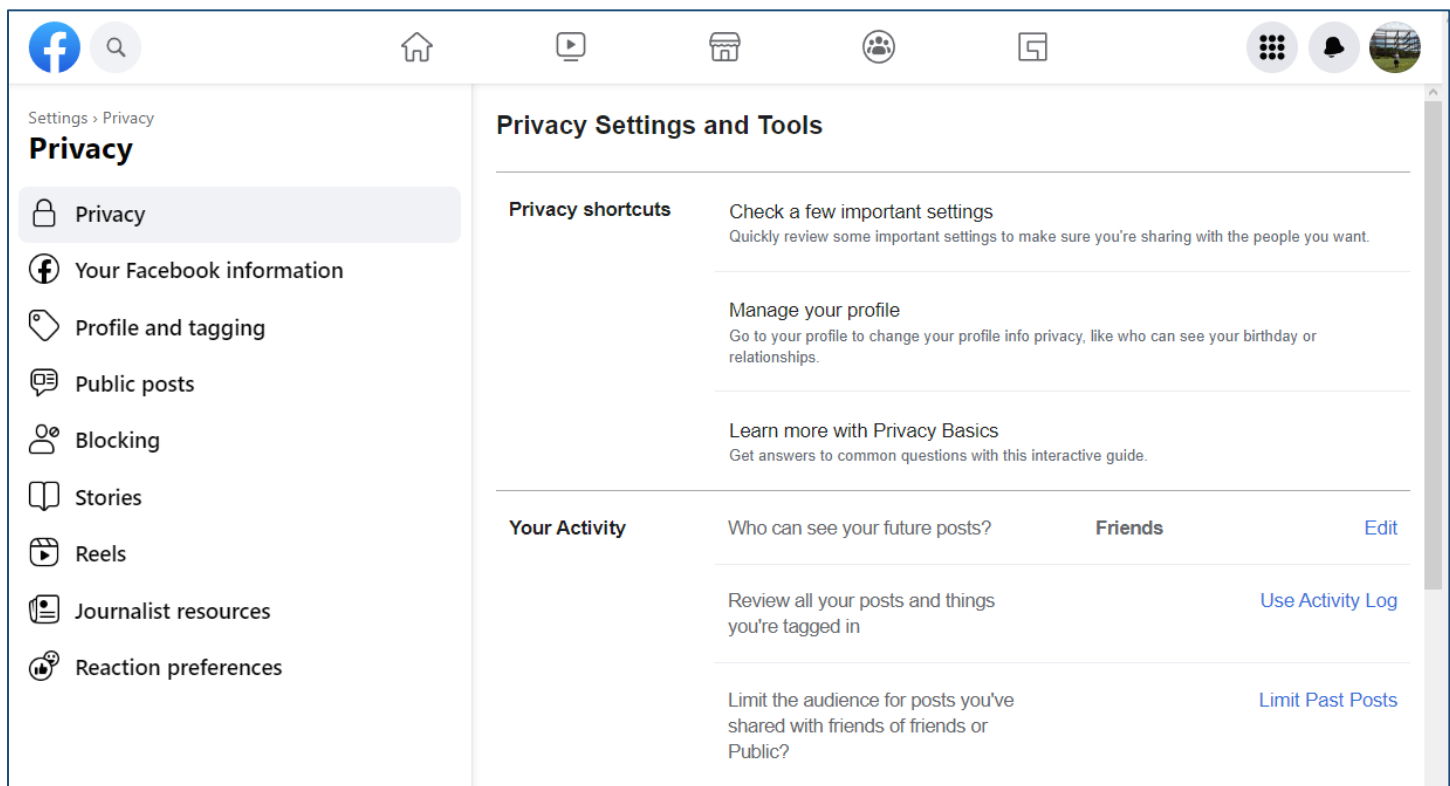 Settings › Privacy
Privacy
Privacy
Your Facebook information
Profile and tagging
Public posts
Blocking
Stories
Reels
Journalist resources
Reaction preferences
Privacy Settings and Tools
Privacy shortcuts
Check a few important settings
Quickly review some important settings to make sure you're sharing with the people you want.
Manage your profile
Go to your profile to change your profile info privacy, like who can see your birthday or
relationships.
Learn more with Privacy Basics
Get answers to common questions with this interactive guide.
Your Activity
Who can see your future posts? Friends Edit
Review all your posts and things
you're tagged in
Use Activity Log
Limit the audience for posts you've
shared with friends of friends or
Public?
Limit Past Posts